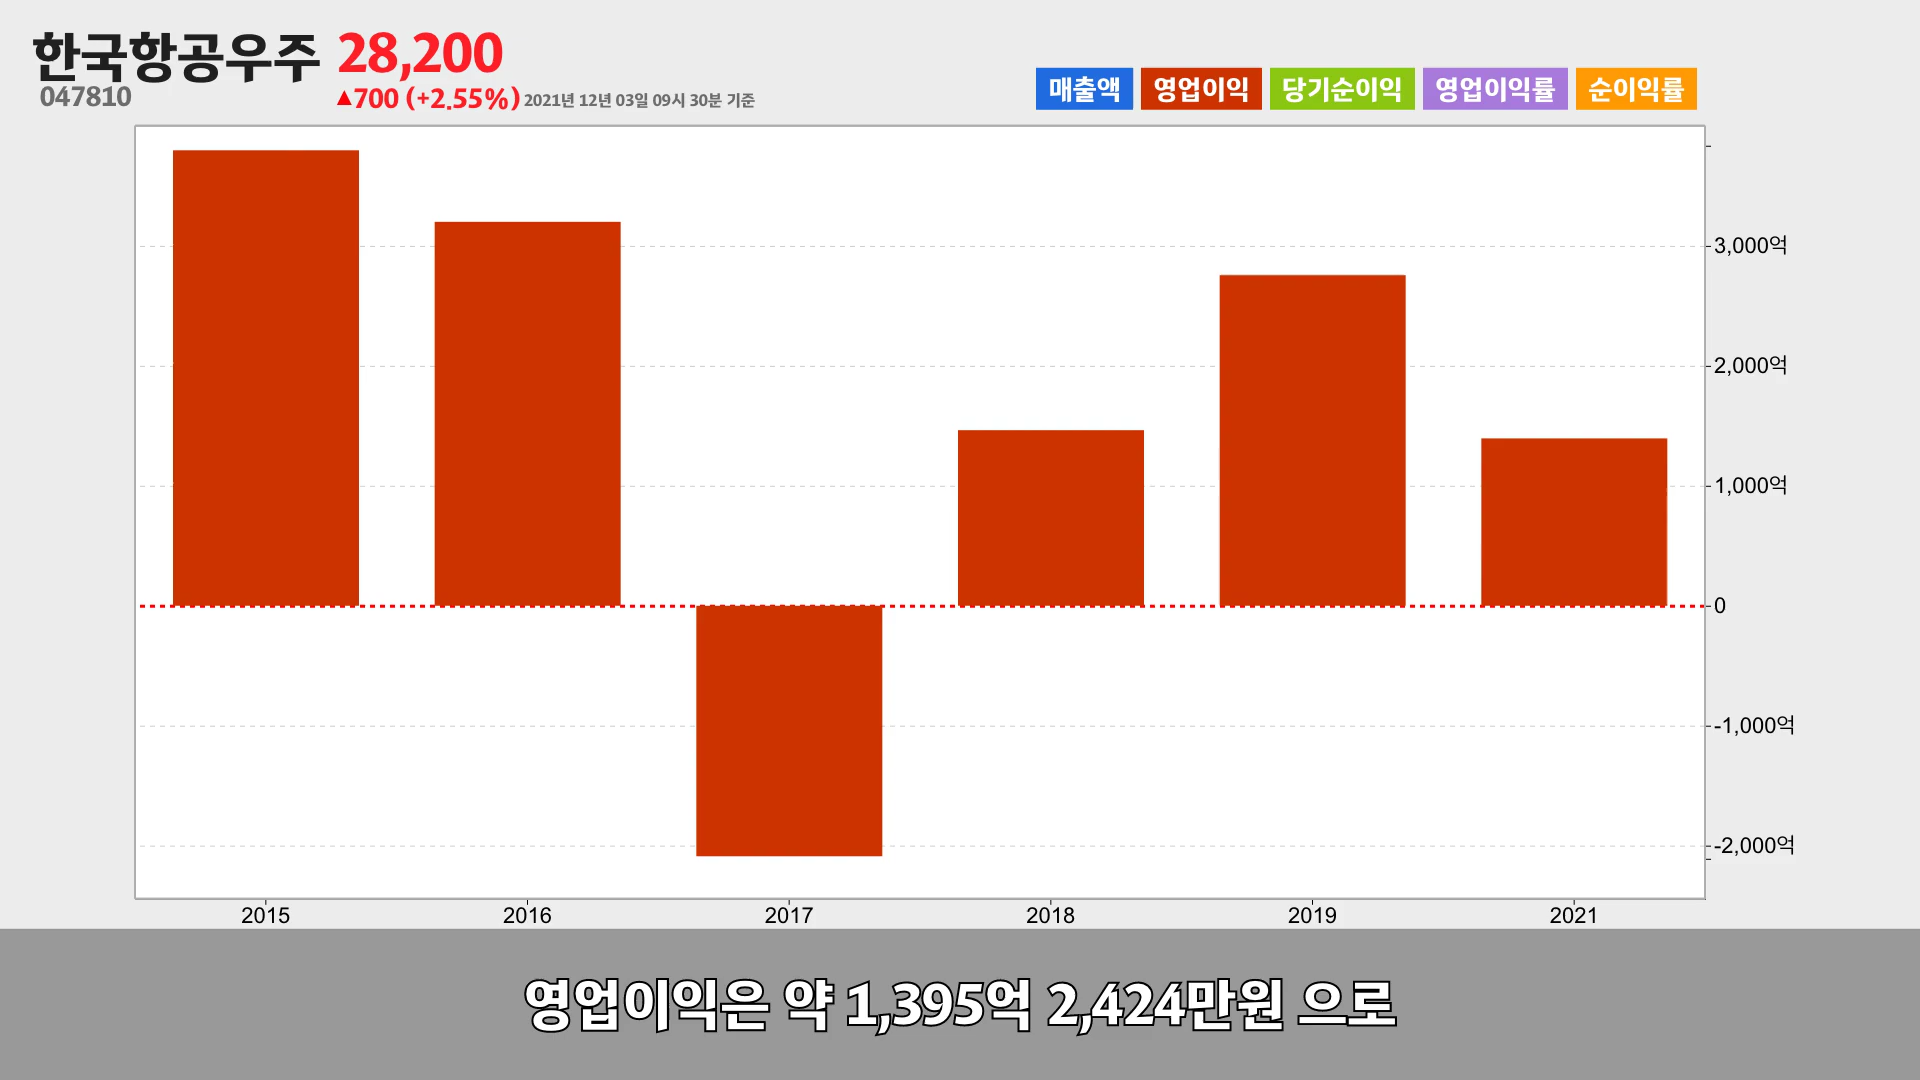 한국항공우주 28,200
047810 ▲700 (+2.55%) 2021년 12년 03일 09시 30분 기준
매출액 영업이익 당기순이익 영업이익률 순이익률
3,000억
2,000억
1,000억
0
-1,000억
-2,000억
2015 2016 2017 2018 2019 2021
영업이익은 약 1,395억 2,424만원 으로